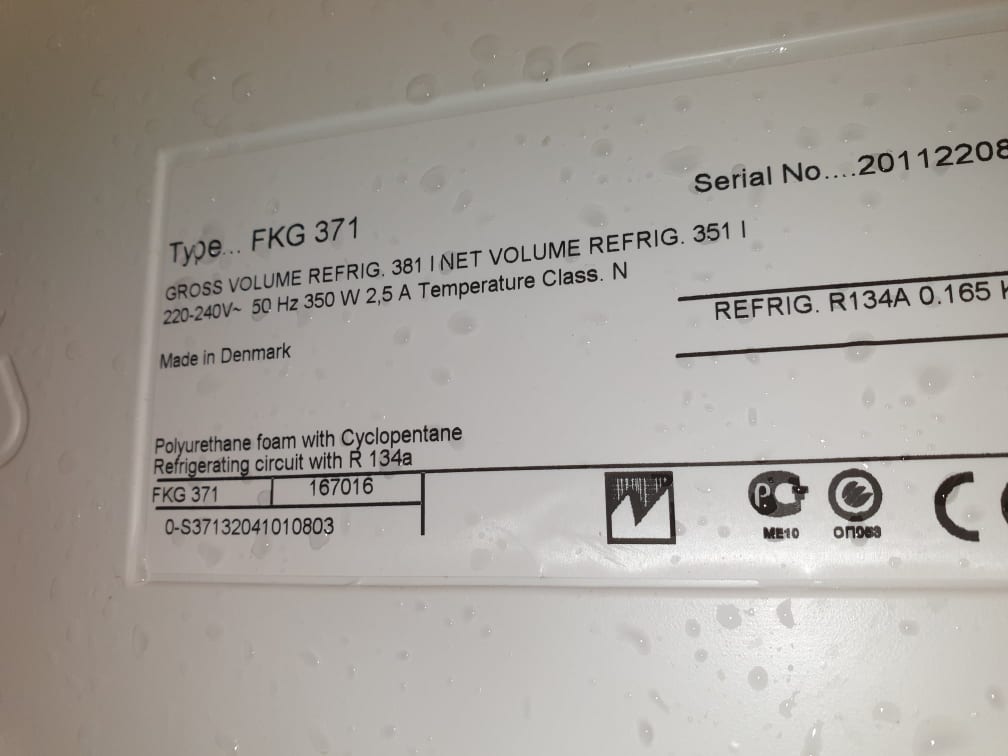 Serial No....20112208
Type... FKG 371
GROSS VOLUME REFRIG. 381 l NET VOLUME REFRIG. 351 l
220-240V~ 50 Hz 350 W 2,5 A Temperature Class. N
REFRIG. R134A 0.165
Made in Denmark
Polyurethane foam with Cyclopentane
Refrigerating circuit with R 134a
FKG 371 167016
0-S37132041010803
ME10